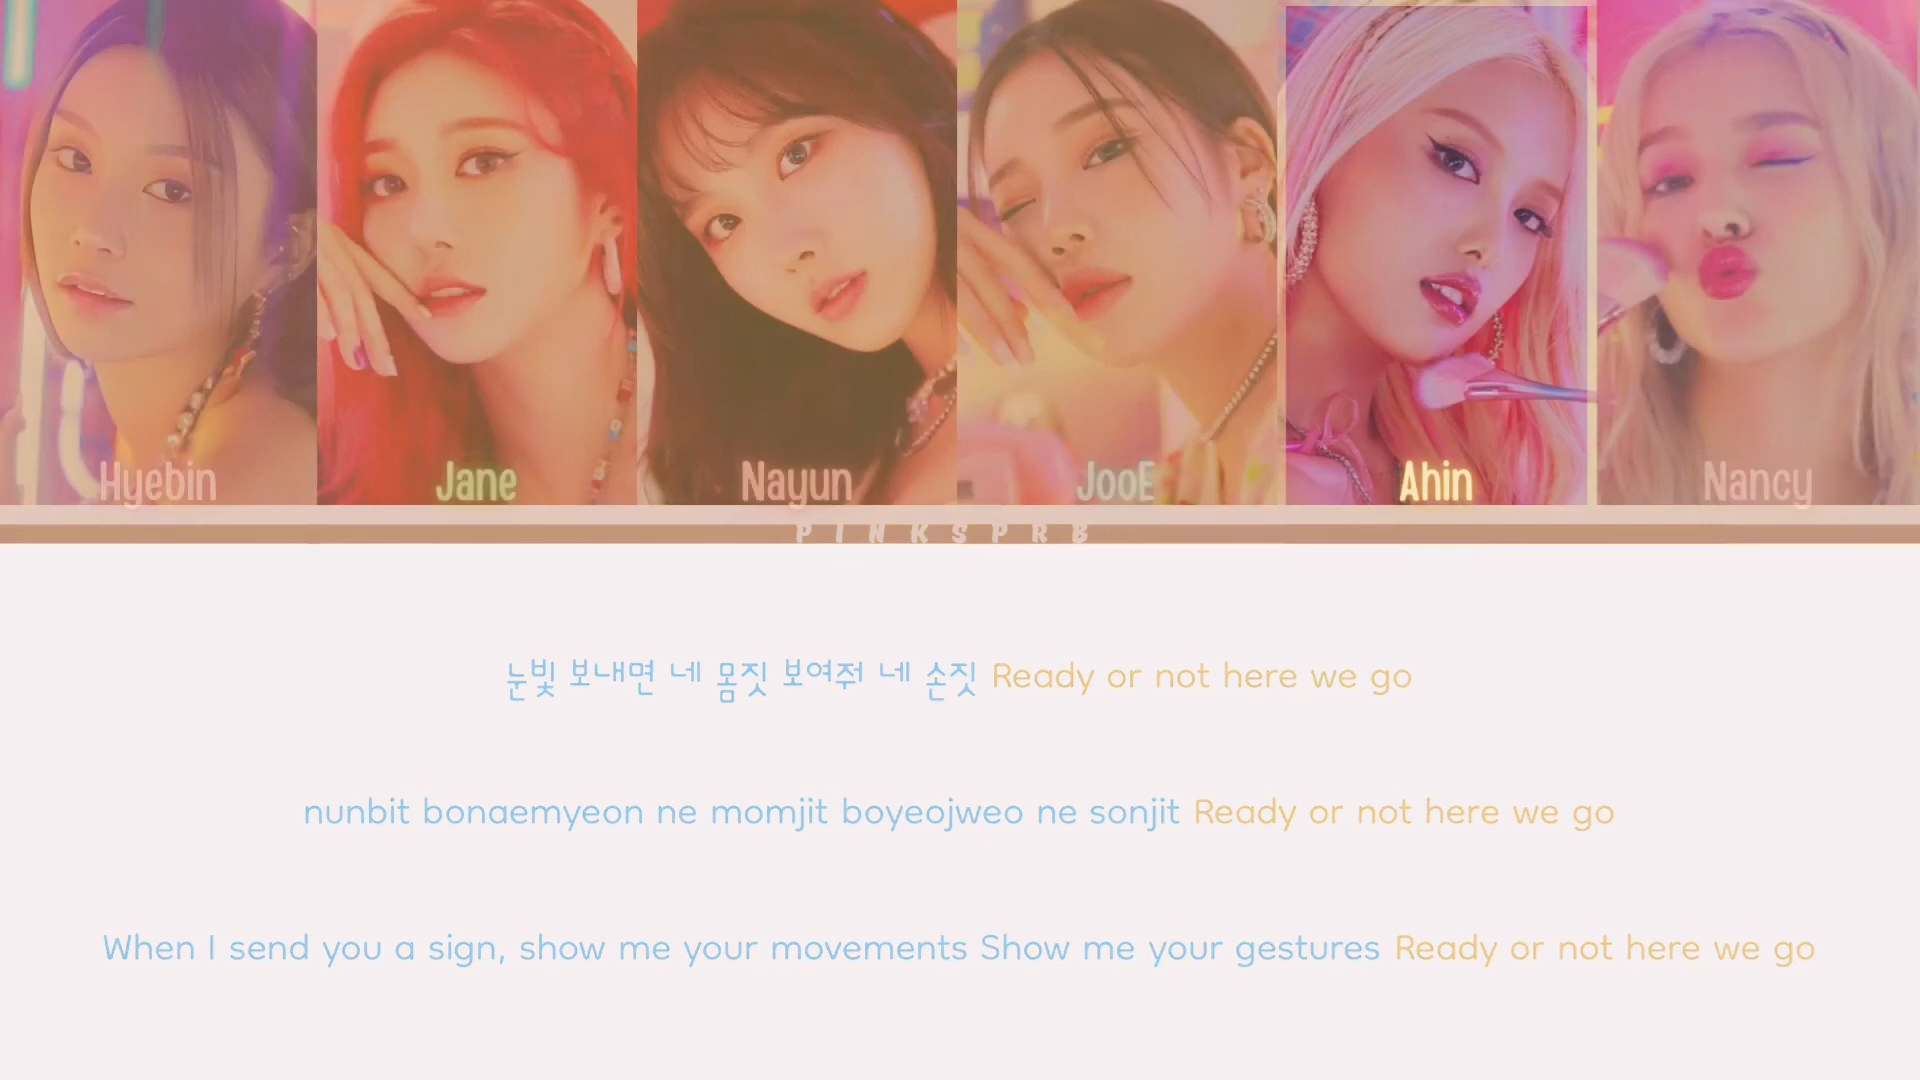 Hyebin Jane Nayun JooE Ahin Nancy
PINKSPRB
눈빛 보내면 네 몸짓 보여줘 네 손짓 Ready or not here we go
nunbit bonaemyeon ne momjit boyeojweo ne sonjit Ready or not here we go
When I send you a sign, show me your movements Show me your gestures Ready or not here we go